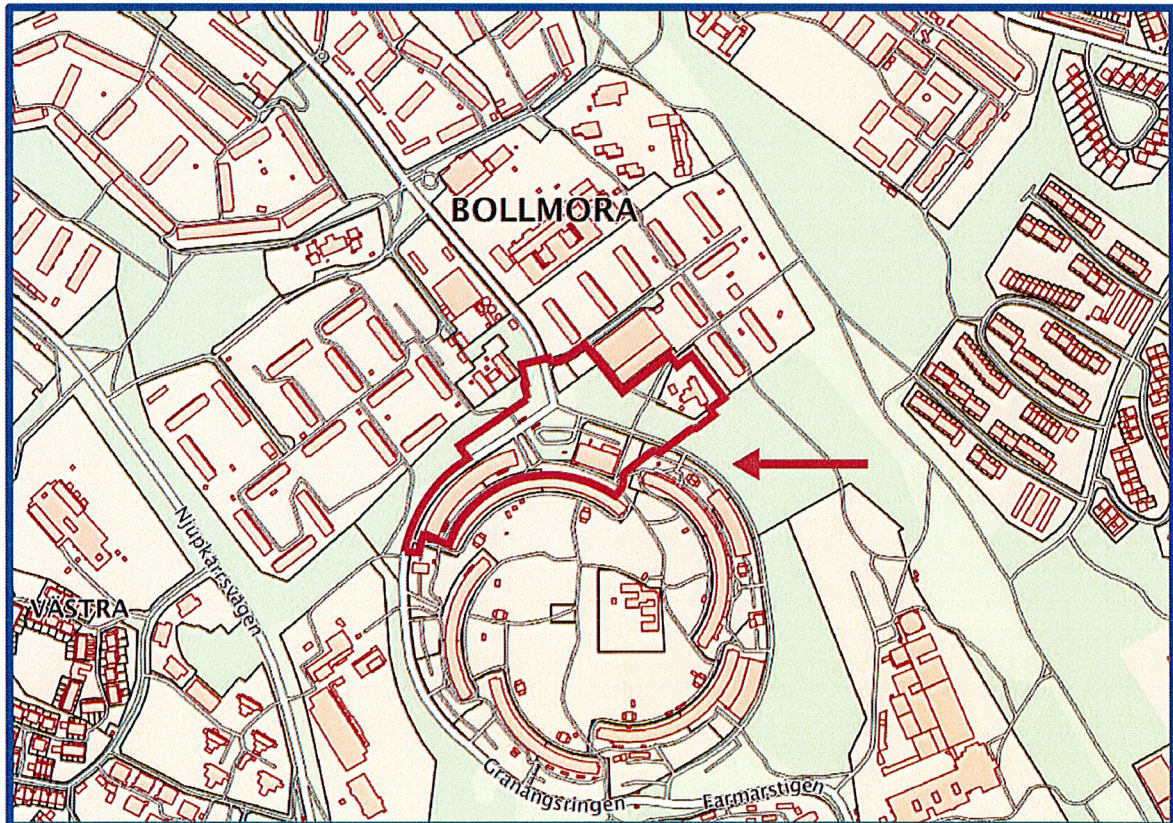 BOLLMORA
Njupkärrsvägen
VÄSTRA
Granängsringen
Farmarstigen